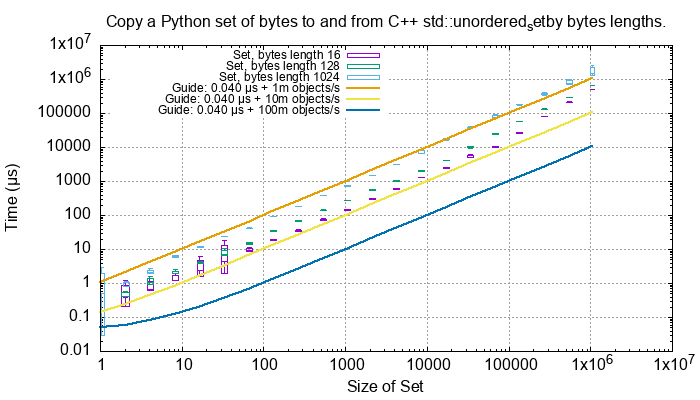 Copy a Python set of bytes to and from C++ std::unordered_setby bytes lengths.
Set, bytes length 16
Set, bytes length 128
Set, bytes length 1024
Guide: 0.040 µs + 1m objects/s
Guide: 0.040 µs + 10m objects/s
Guide: 0.040 µs + 100m objects/s
Time (µs)
1x10^7
1x10^6
100000
10000
1000
100
10
1
0.1
0.01
1 10 100 1000 10000 100000 1x10^6 1x10^7
Size of Set